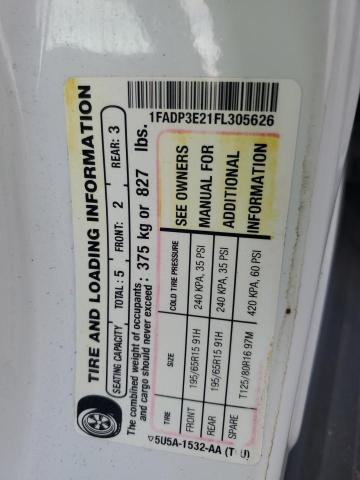 TIRE AND LOADING INFORMATION
SEATING CAPACITY TOTAL: 5 FRONT: 2 REAR: 3
The combined weight of occupants
and cargo should never exceed : 375 kg or 827 lbs.
TIRE SIZE COLD TIRE PRESSURE
FRONT 195/65R15 91H 240 KPA, 35 PSI
REAR 195/65R15 91H 240 KPA, 35 PSI
SPARE T125/80R16 97M 420 KPA, 60 PSI
SEE OWNERS
MANUAL FOR
ADDITIONAL
INFORMATION
5U5A-1532-AA
1FADP3E21FL305626